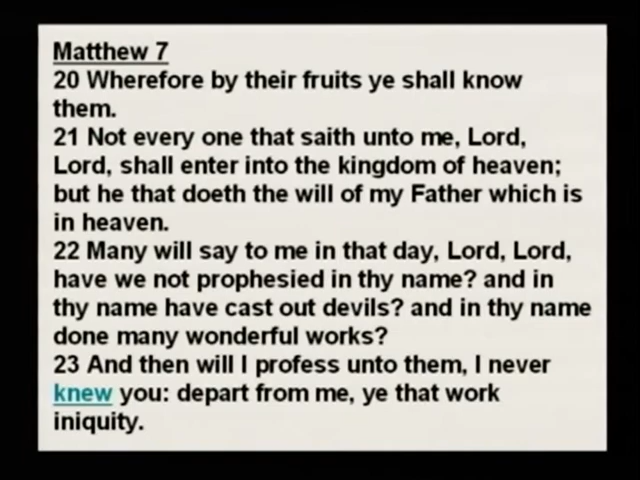 Matthew 7
20 Wherefore by their fruits ye shall know
them.
21 Not every one that saith unto me, Lord,
Lord, shall enter into the kingdom of heaven;
but he that doeth the will of my Father which is
in heaven.
22 Many will say to me in that day, Lord, Lord,
have we not prophesied in thy name? and in
thy name have cast out devils? and in thy name
done many wonderful works?
23 And then will I profess unto them, I never
knew you: depart from me, ye that work
iniquity.